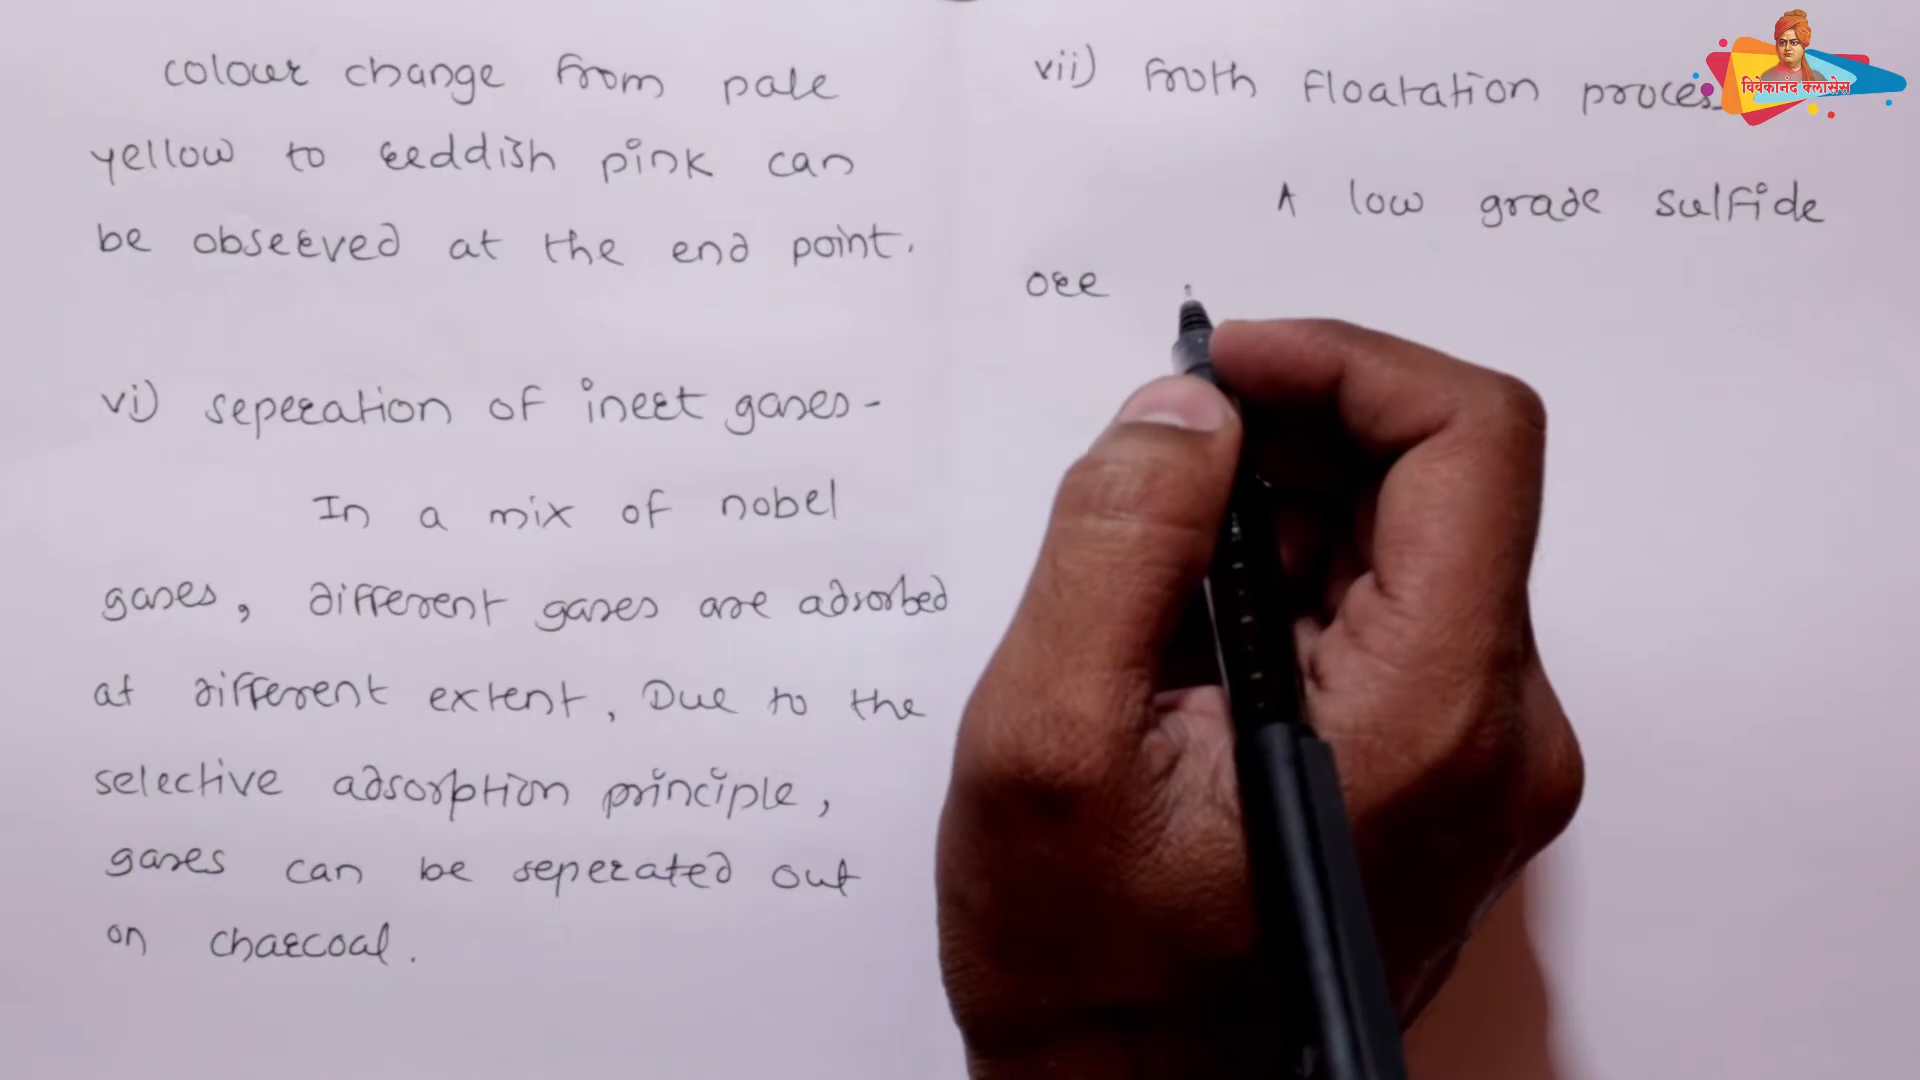 colour change from pale
yellow to reddish pink can
be observed at the end point.
vi) seperation of inert gases-
In a mix of nobel
gases, different gases are adsorbed
at different extent, Due to the
selective adsorption principle,
gases can be seperated out
on charcoal.
vii) Froth Floatation proces
A low grade sulfide
ore
विवेकानंद क्लासेस